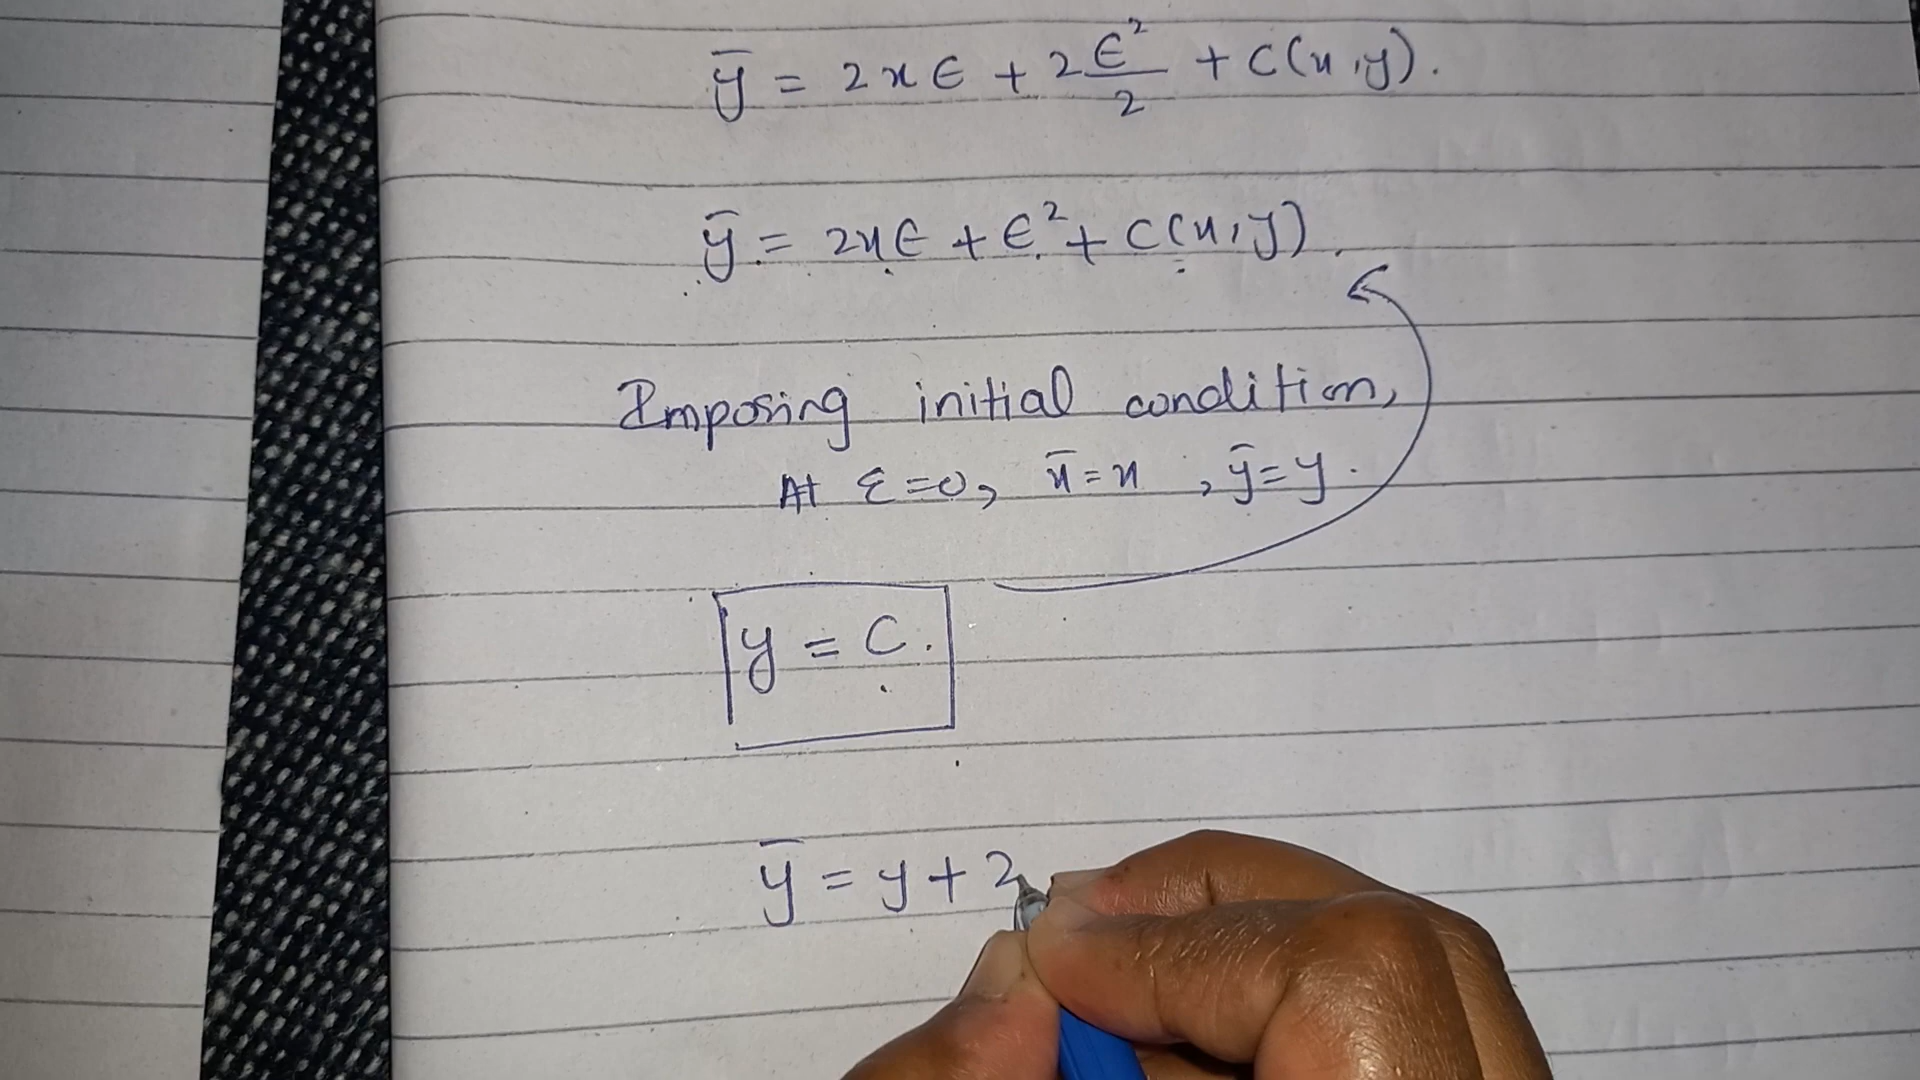 ȳ = 2xϵ + 2ϵ²/2 + C(x,y).
ȳ = 2xϵ + ϵ² + C(x,y).
Imposing initial condition,
At ε=0, x̄=x , ȳ=y.
y = C.
ȳ = y + 2